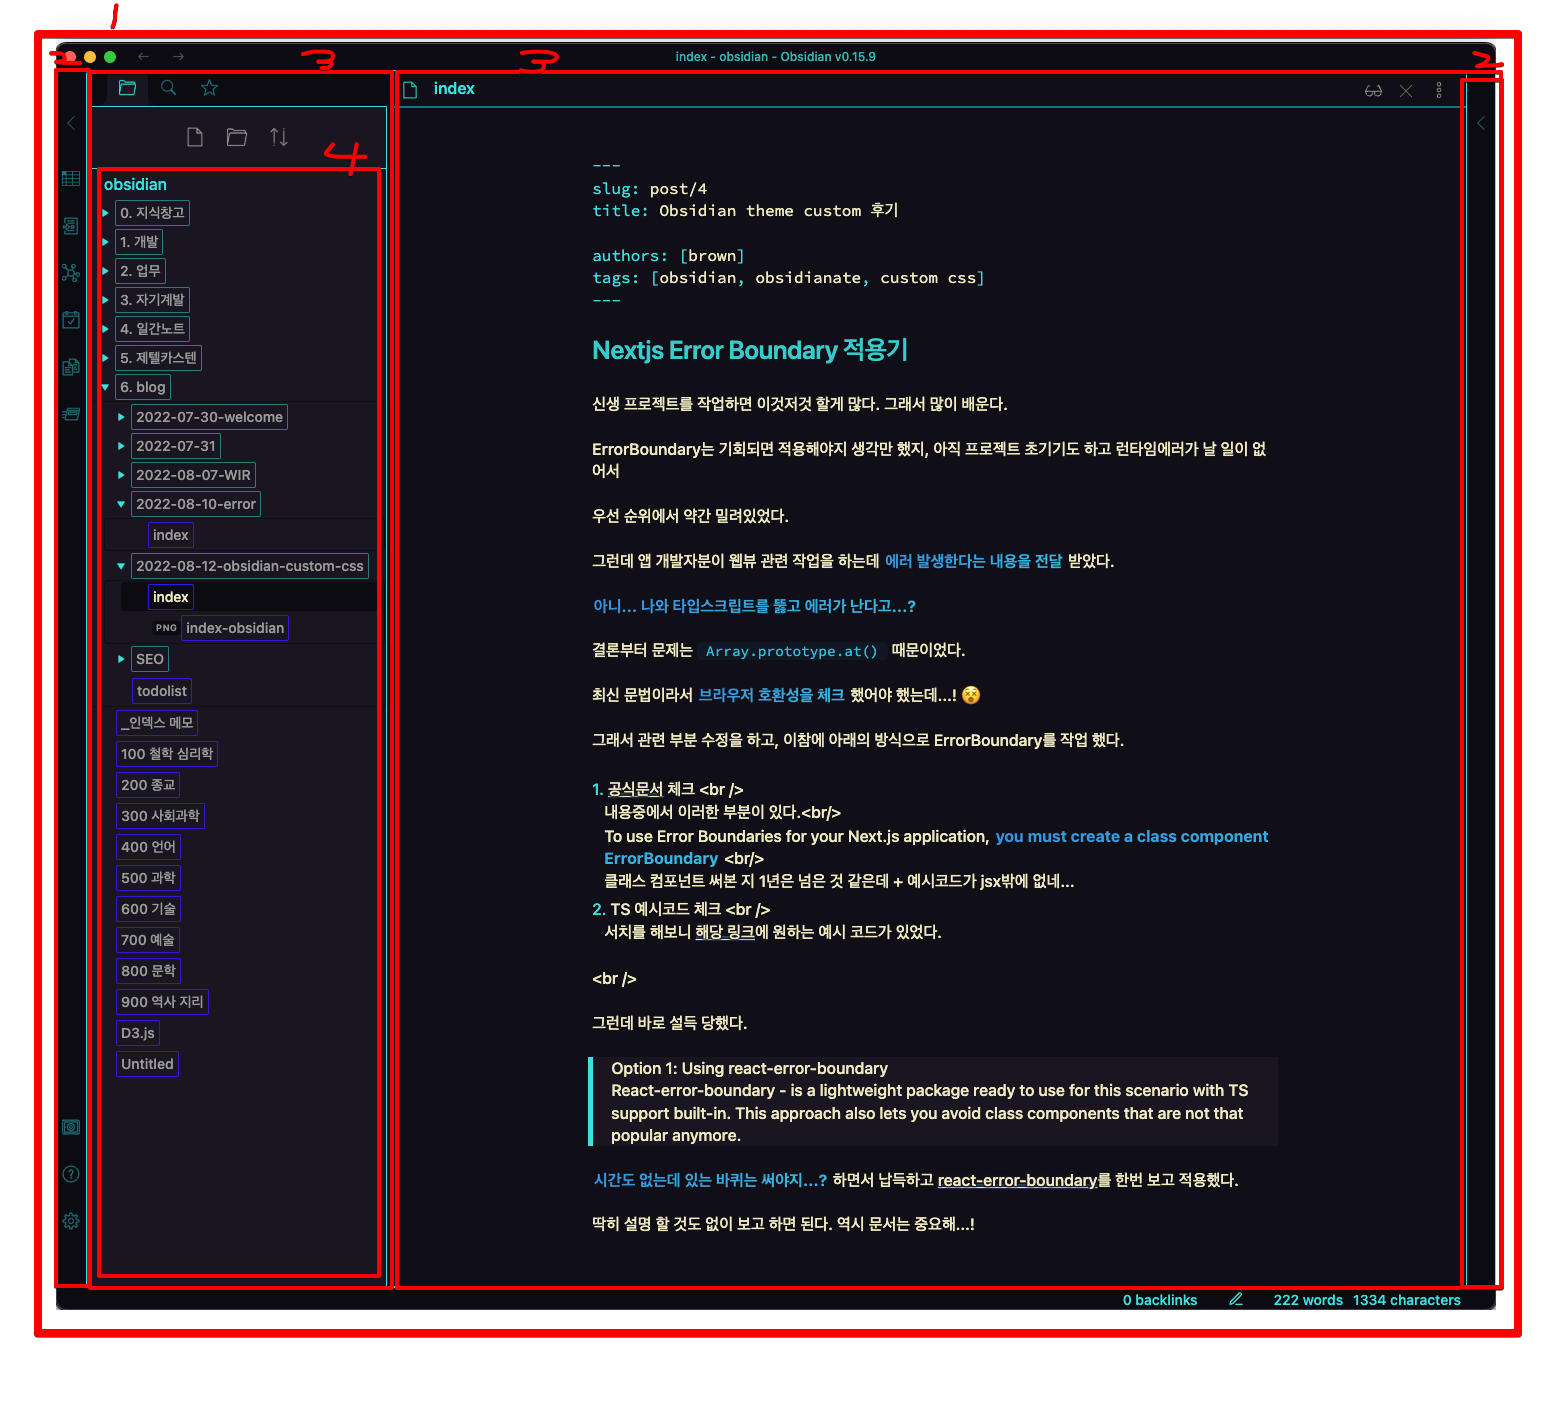 1
2
3
3
2
index - obsidian - Obsidian v0.15.9
index
4
obsidian
0. 지식창고
1. 개발
2. 업무
3. 자기계발
4. 일간노트
5. 제텔카스텐
6. blog
2022-07-30-welcome
2022-07-31
2022-08-07-WIR
2022-08-10-error
index
2022-08-12-obsidian-custom-css
index
PNG index-obsidian
SEO
todolist
_인덱스 메모
100 철학 심리학
200 종교
300 사회과학
400 언어
500 과학
600 기술
700 예술
800 문학
900 역사 지리
D3.js
Untitled
---
slug: post/4
title: Obsidian theme custom 후기
authors: [brown]
tags: [obsidian, obsidianate, custom css]
---
Nextjs Error Boundary 적용기
신생 프로젝트를 작업하면 이것저것 할게 많다. 그래서 많이 배운다.
ErrorBoundary는 기회되면 적용해야지 생각만 했지, 아직 프로젝트 초기기도 하고 런타임에러가 날 일이 없
어서
우선 순위에서 약간 밀려있었다.
그런데 앱 개발자분이 웹뷰 관련 작업을 하는데 에러 발생한다는 내용을 전달 받았다.
아니... 나와 타입스크립트를 뚫고 에러가 난다고...?
결론부터 문제는 Array.prototype.at() 때문이었다.
최신 문법이라서 브라우저 호환성을 체크 했어야 했는데...! 😵
그래서 관련 부분 수정을 하고, 이참에 아래의 방식으로 ErrorBoundary를 작업 했다.
1. 공식문서 체크 <br />
내용중에서 이러한 부분이 있다.<br/>
To use Error Boundaries for your Next.js application, you must create a class component
ErrorBoundary <br/>
클래스 컴포넌트 써본 지 1년은 넘은 것 같은데 + 예시코드가 jsx밖에 없네...
2. TS 예시코드 체크 <br />
서치를 해보니 해당 링크에 원하는 예시 코드가 있었다.
<br />
그런데 바로 설득 당했다.
Option 1: Using react-error-boundary
React-error-boundary - is a lightweight package ready to use for this scenario with TS
support built-in. This approach also lets you avoid class components that are not that
popular anymore.
시간도 없는데 있는 바퀴는 써야지...? 하면서 납득하고 react-error-boundary를 한번 보고 적용했다.
딱히 설명 할 것도 없이 보고 하면 된다. 역시 문서는 중요해...!
0 backlinks 222 words 1334 characters